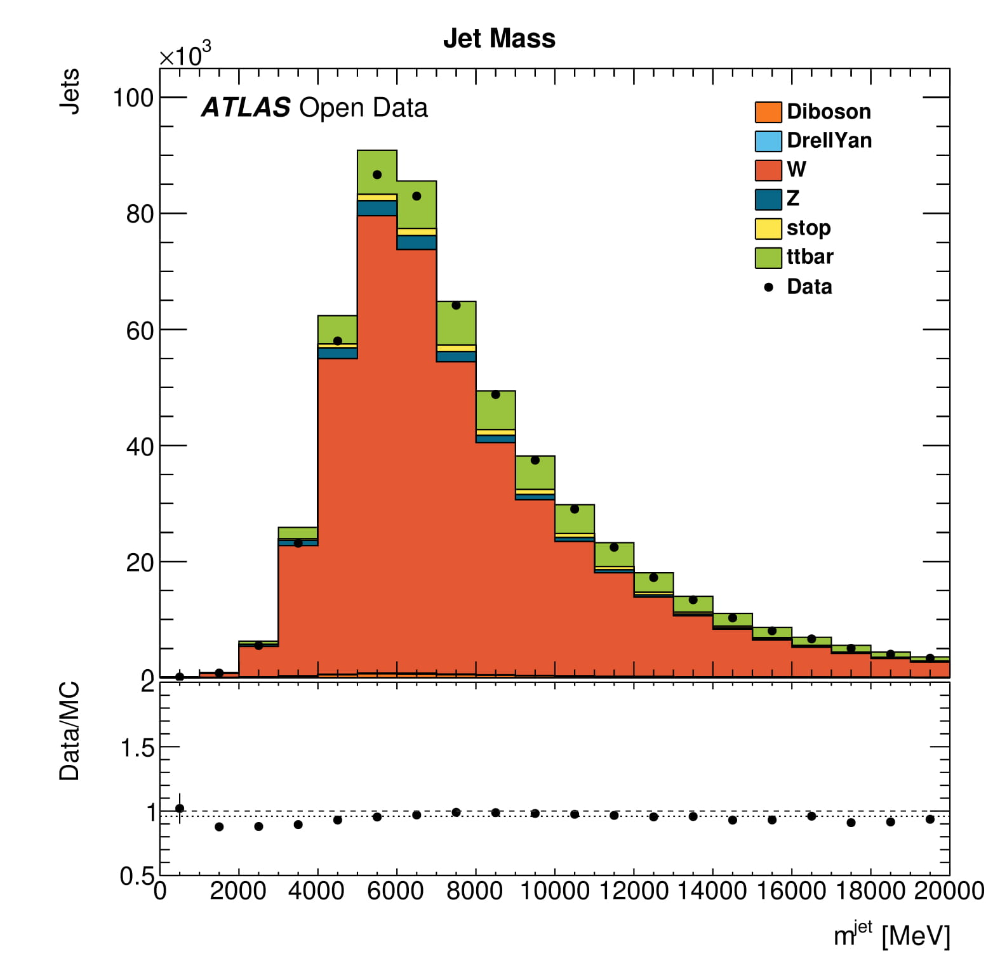 Jet Mass
×10³
Jets
ATLAS Open Data
Diboson
DrellYan
W
Z
stop
ttbar
Data
100
80
60
40
20
0
Data/MC
2
1.5
1
0.5
0 2000 4000 6000 8000 10000 12000 14000 16000 18000 20000
m^jet [MeV]